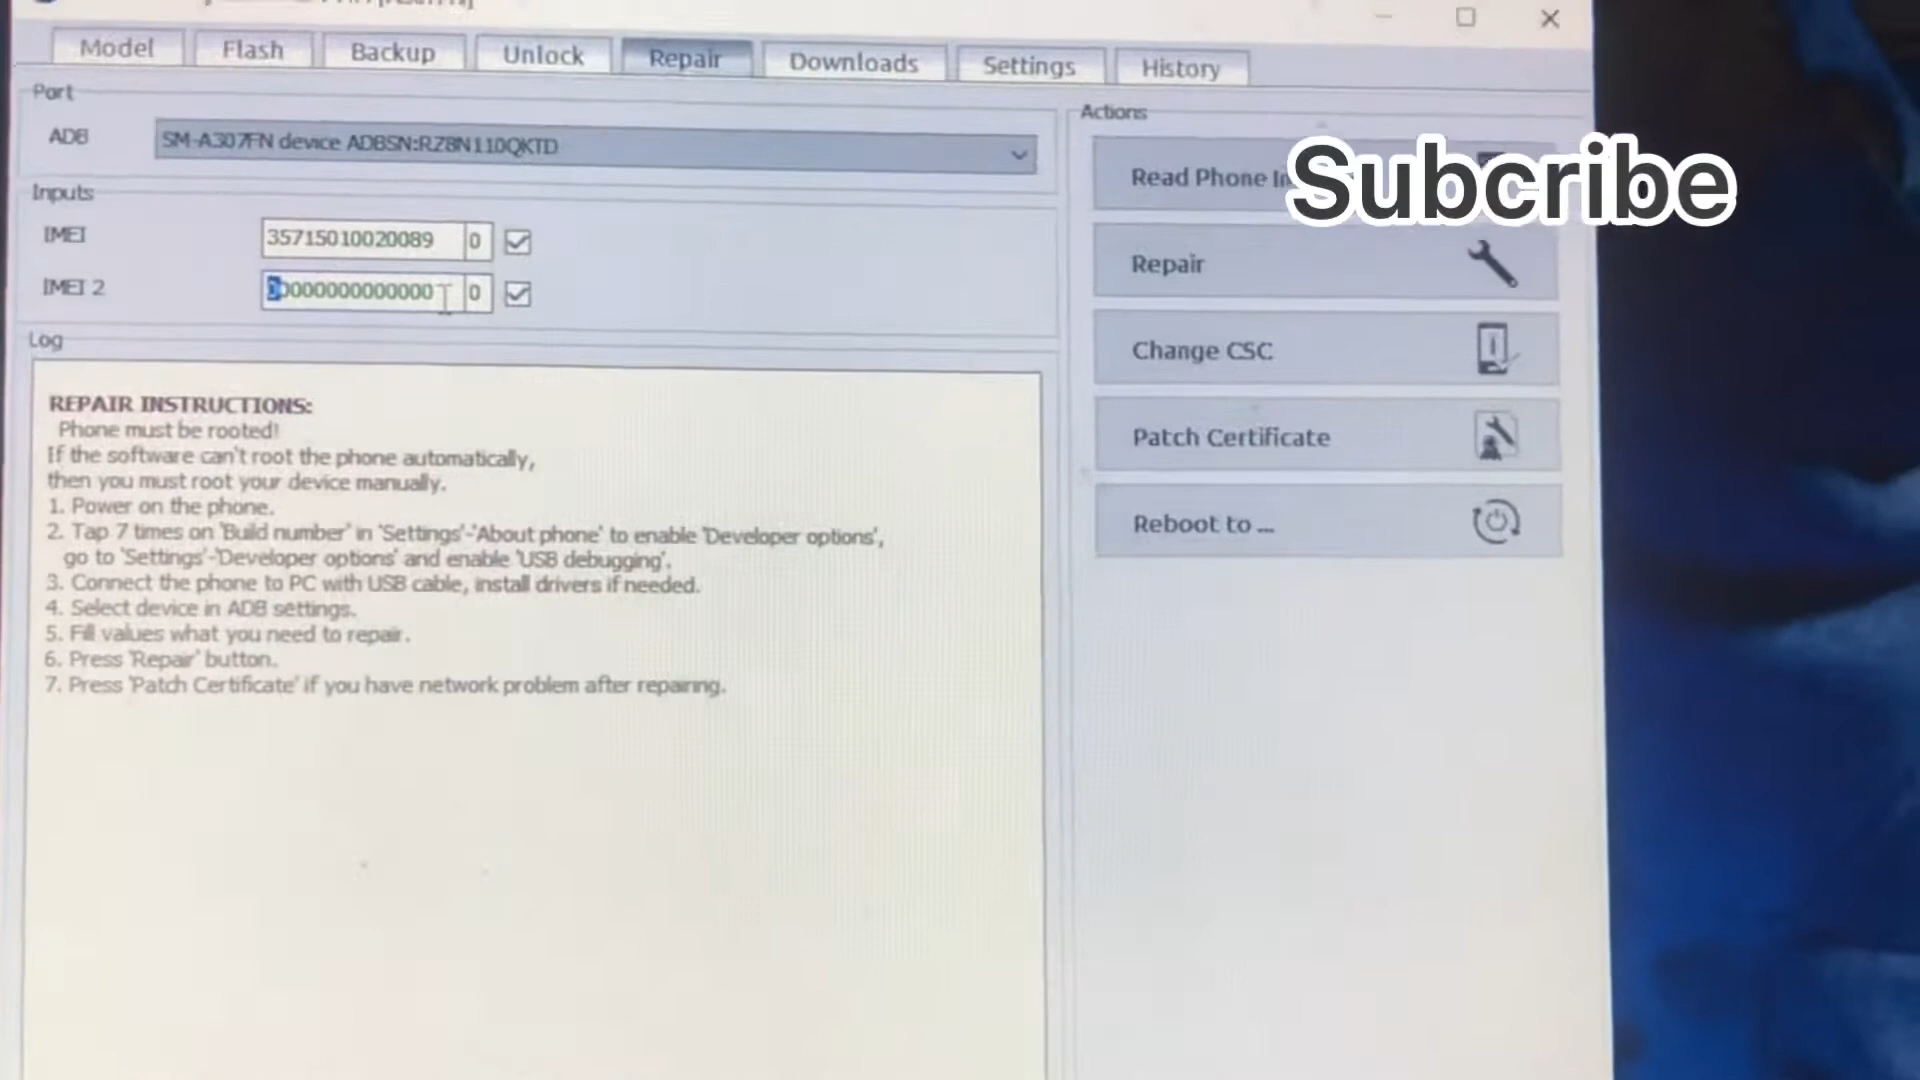 Model Flash Backup Unlock Repair Downloads Settings History
Port
ADB SM-A307FN device ADBSN:RZ8N110QKTD
Inputs
IMEI 35715010020089 0
IMEI 2 00000000000000 0
Log
REPAIR INSTRUCTIONS:
Phone must be rooted!
If the software can't root the phone automatically,
then you must root your device manually.
1. Power on the phone.
2. Tap 7 times on 'Build number' in 'Settings'-'About phone' to enable 'Developer options',
go to 'Settings'-'Developer options' and enable 'USB debugging'.
3. Connect the phone to PC with USB cable, install drivers if needed.
4. Select device in ADB settings.
5. Fill values what you need to repair.
6. Press 'Repair' button.
7. Press 'Patch Certificate' if you have network problem after repairing.
Actions
Read Phone
Subcribe
Repair
Change CSC
Patch Certificate
Reboot to ...